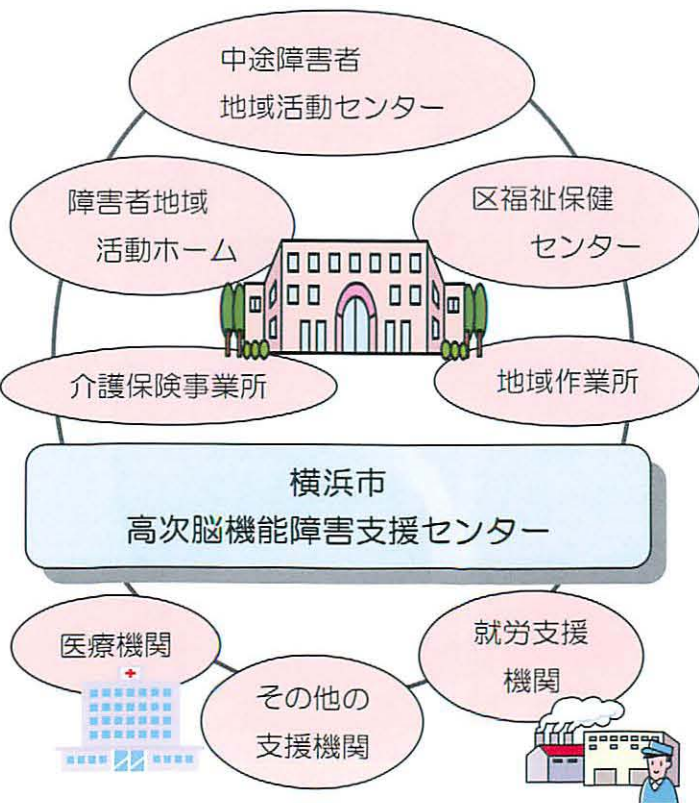 中途障害者
地域活動センター
障害者地域
活動ホーム
区福祉保健
センター
介護保険事業所
地域作業所
横浜市
高次脳機能障害支援センター
医療機関
その他の
支援機関
就労支援
機関